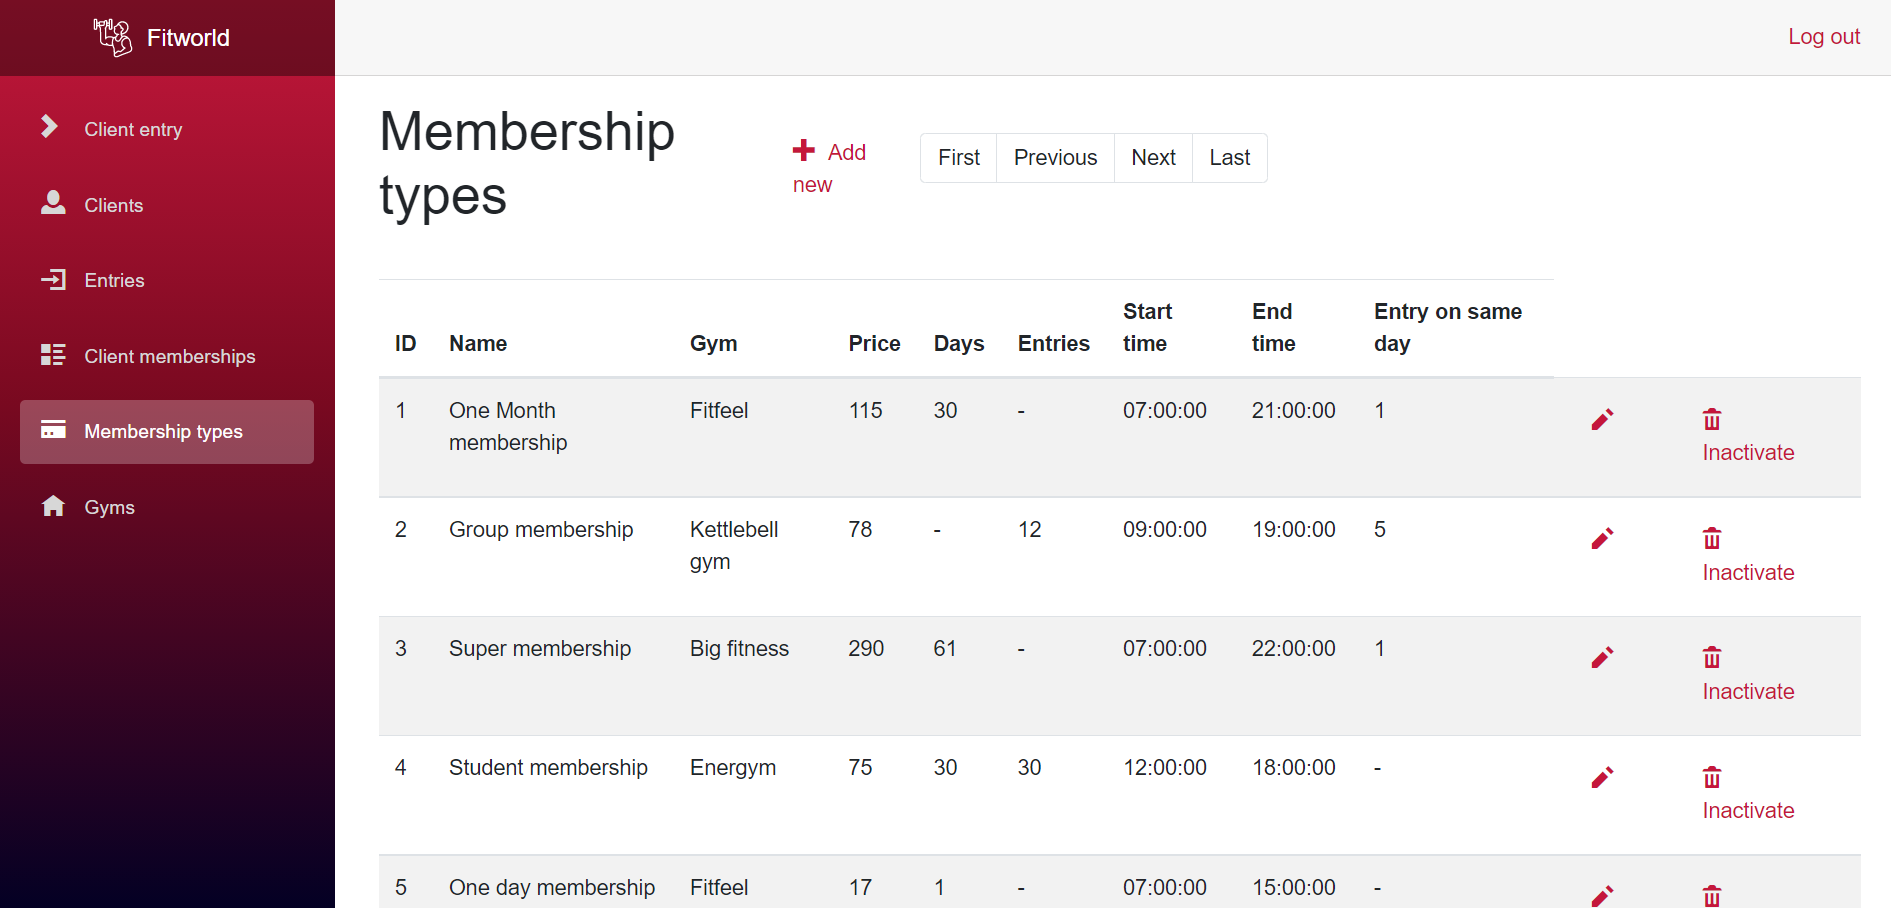 Fitworld
Log out
Client entry
Clients
Entries
Client memberships
Membership types
Gyms
Membership
types
Add
new
First Previous Next Last
ID Name Gym Price Days Entries Start time End time Entry on same day
1 One Month membership Fitfeel 115 30 - 07:00:00 21:00:00 1 Inactivate
2 Group membership Kettlebell gym 78 - 12 09:00:00 19:00:00 5 Inactivate
3 Super membership Big fitness 290 61 - 07:00:00 22:00:00 1 Inactivate
4 Student membership Energym 75 30 30 12:00:00 18:00:00 - Inactivate
5 One day membership Fitfeel 17 1 - 07:00:00 15:00:00 -